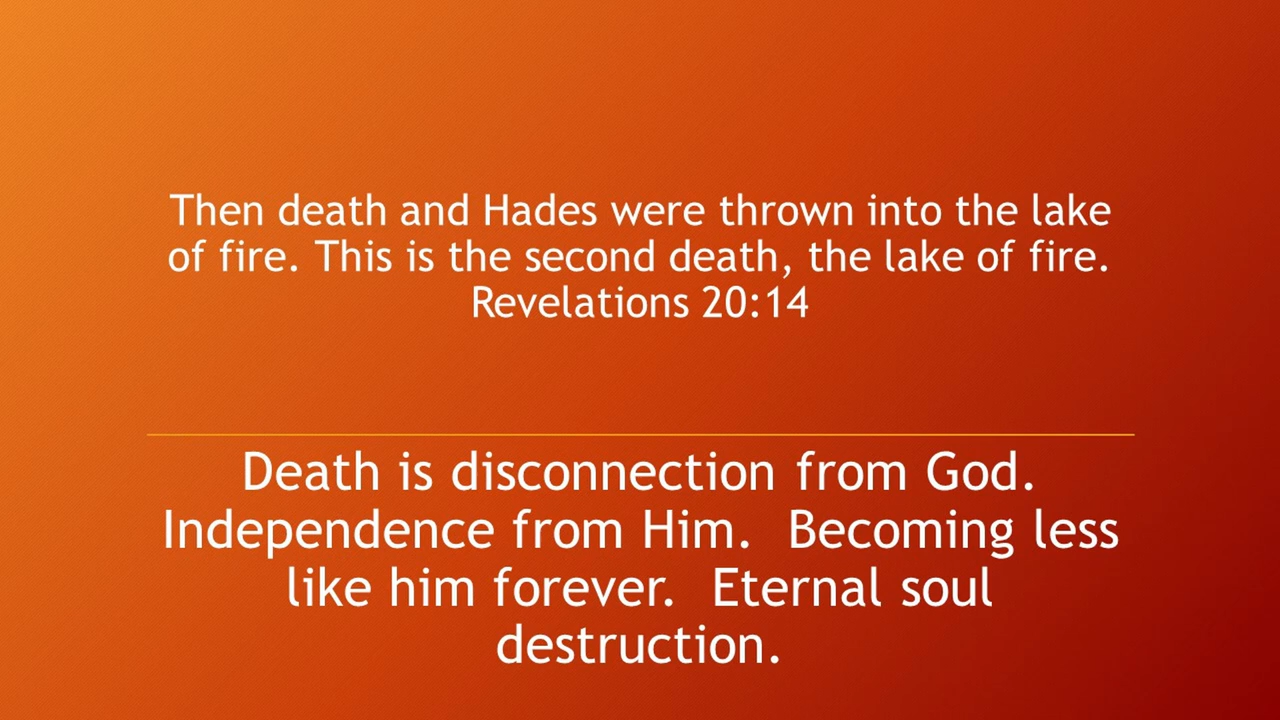 Then death and Hades were thrown into the lake
of fire. This is the second death, the lake of fire.
Revelations 20:14
Death is disconnection from God.
Independence from Him.  Becoming less
like him forever.  Eternal soul
destruction.